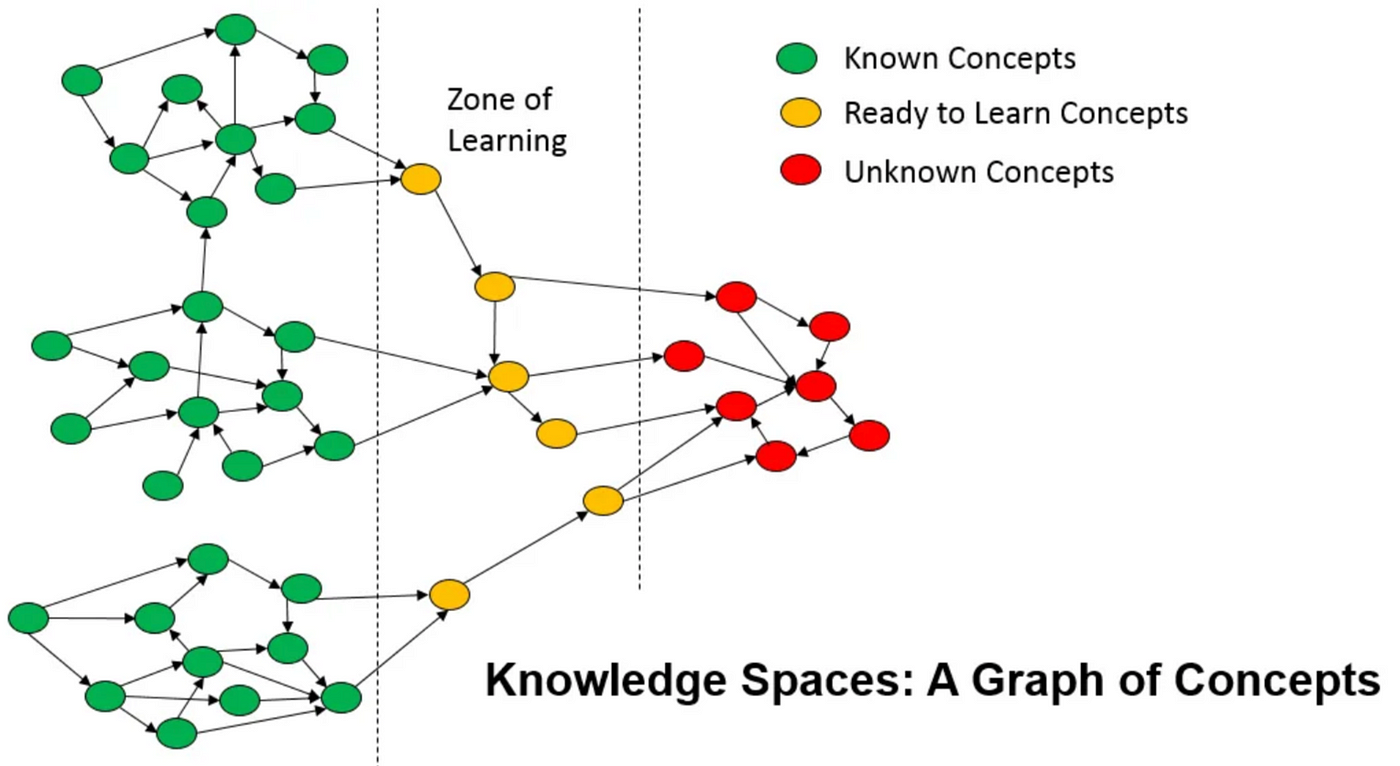 Zone of
Learning
Known Concepts
Ready to Learn Concepts
Unknown Concepts
Knowledge Spaces: A Graph of Concepts